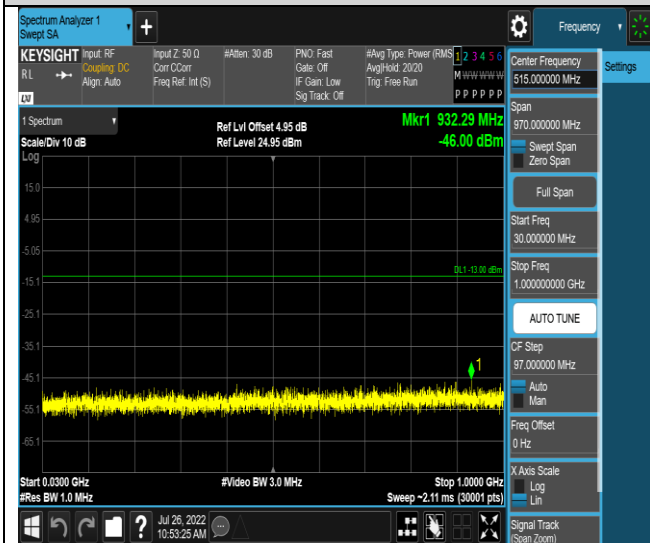 Spectrum Analyzer 1
Swept SA
Frequency
KEYSIGHT
RL
LXI
Input: RF
Coupling: DC
Align: Auto
Input Z: 50 Ω
Corr CCorr
Freq Ref: Int (S)
#Atten: 30 dB
PNO: Fast
Gate: Off
IF Gain: Low
Sig Track: Off
#Avg Type: Power (RMS
Avg|Hold: 20/20
Trig: Free Run
1 2 3 4 5 6
M W W W W W
P P P P P P
1 Spectrum
Scale/Div 10 dB
Log
Ref Lvl Offset 4.95 dB
Ref Level 24.95 dBm
Mkr1 932.29 MHz
-46.00 dBm
15.0
4.95
-5.05
-15.1
-25.1
-35.1
-45.1
-55.1
-65.1
DL1 -13.00 dBm
1
Start 0.0300 GHz
#Res BW 1.0 MHz
#Video BW 3.0 MHz
Stop 1.0000 GHz
Sweep ~2.11 ms (30001 pts)
Jul 26, 2022
10:53:25 AM
?
Center Frequency
515.000000 MHz
Span
970.000000 MHz
Swept Span
Zero Span
Full Span
Start Freq
30.000000 MHz
Stop Freq
1.000000000 GHz
AUTO TUNE
CF Step
97.000000 MHz
Auto
Man
Freq Offset
0 Hz
X Axis Scale
Log
Lin
Signal Track
(Span Zoom)
Settings